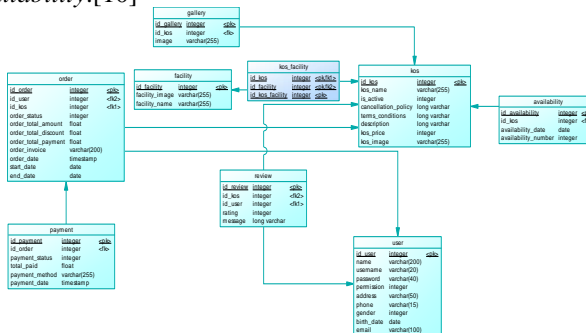 ailability.[10]
gallery
id_gallery integer <pk>
id_kos integer <fk>
image varchar(255)
kos_facility
id_kos integer <pk,fk1>
id_facility integer <pk,fk2>
id_kos_facility integer <pk>
facility
id_facility integer <pk>
facility_image varchar(255)
facility_name varchar(255)
kos
id_kos integer <pk>
kos_name varchar(255)
is_active integer
cancellation_policy long varchar
terms_conditions long varchar
description long varchar
kos_price integer
kos_image varchar(255)
availability
id_availability integer
id_kos integer
availability_date date
availability_number integer
order
id_order integer <pk>
id_user integer <fk2>
id_kos integer <fk1>
order_status integer
order_total_amount float
order_total_discount float
order_total_payment float
order_invoice varchar(200)
order_date timestamp
start_date date
end_date date
review
id_review integer <pk>
id_kos integer <fk2>
id_user integer <fk1>
rating integer
message long varchar
payment
id_payment integer <pk>
id_order integer <fk>
payment_status integer
total_paid float
payment_method varchar(255)
payment_date timestamp
user
id_user integer <pk>
name varchar(200)
username varchar(20)
password varchar(40)
permission integer
address varchar(50)
phone varchar(15)
gender integer
birth_date date
email varchar(100)